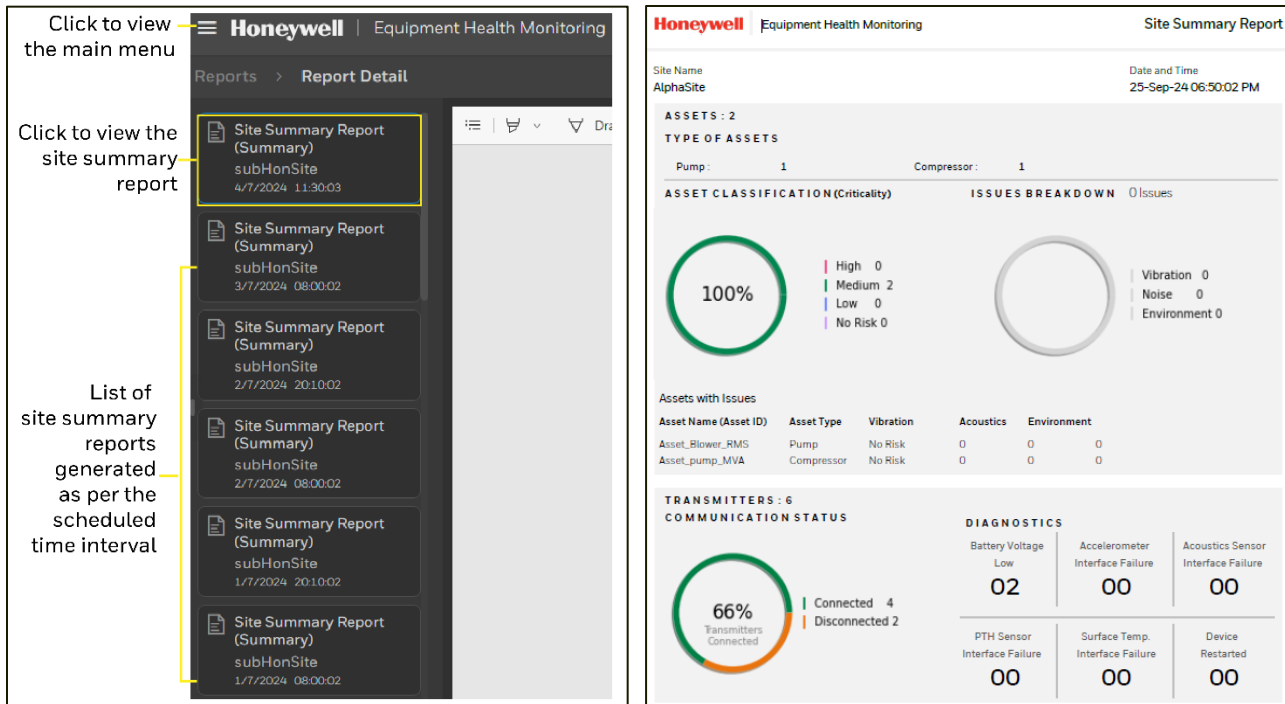 Click to view
the main menu
Click to view the
site summary
report
List of
site summary
reports
generated
as per the
scheduled
time interval
Honeywell | Equipment Health Monitoring
Reports > Report Detail
Site Summary Report
(Summary)
subHonSite
4/7/2024 11:30:03
Site Summary Report
(Summary)
subHonSite
3/7/2024 08:00:02
Site Summary Report
(Summary)
subHonSite
2/7/2024 20:10:02
Site Summary Report
(Summary)
subHonSite
2/7/2024 08:00:02
Site Summary Report
(Summary)
subHonSite
1/7/2024 20:10:02
Site Summary Report
(Summary)
subHonSite
1/7/2024 08:00:02
Dra
Honeywell | Equipment Health Monitoring Site Summary Report
Site Name Date and Time
AlphaSite 25-Sep-24 06:50:02 PM
ASSETS : 2
TYPE OF ASSETS
Pump : 1 Compressor : 1
ASSET CLASSIFICATION (Criticality) ISSUES BREAKDOWN 0 Issues
100%
High 0
Medium 2
Low 0
No Risk 0
Vibration 0
Noise 0
Environment 0
Assets with Issues
Asset Name (Asset ID) Asset Type Vibration Acoustics Environment
Asset_Blower_RMS Pump No Risk 0 0 0
Asset_pump_MVA Compressor No Risk 0 0 0
TRANSMITTERS : 6
COMMUNICATION STATUS
66%
Transmitters
Connected
Connected 4
Disconnected 2
DIAGNOSTICS
Battery Voltage
Low
02
Accelerometer
Interface Failure
00
Acoustics Sensor
Interface Failure
00
PTH Sensor
Interface Failure
00
Surface Temp.
Interface Failure
00
Device
Restarted
00